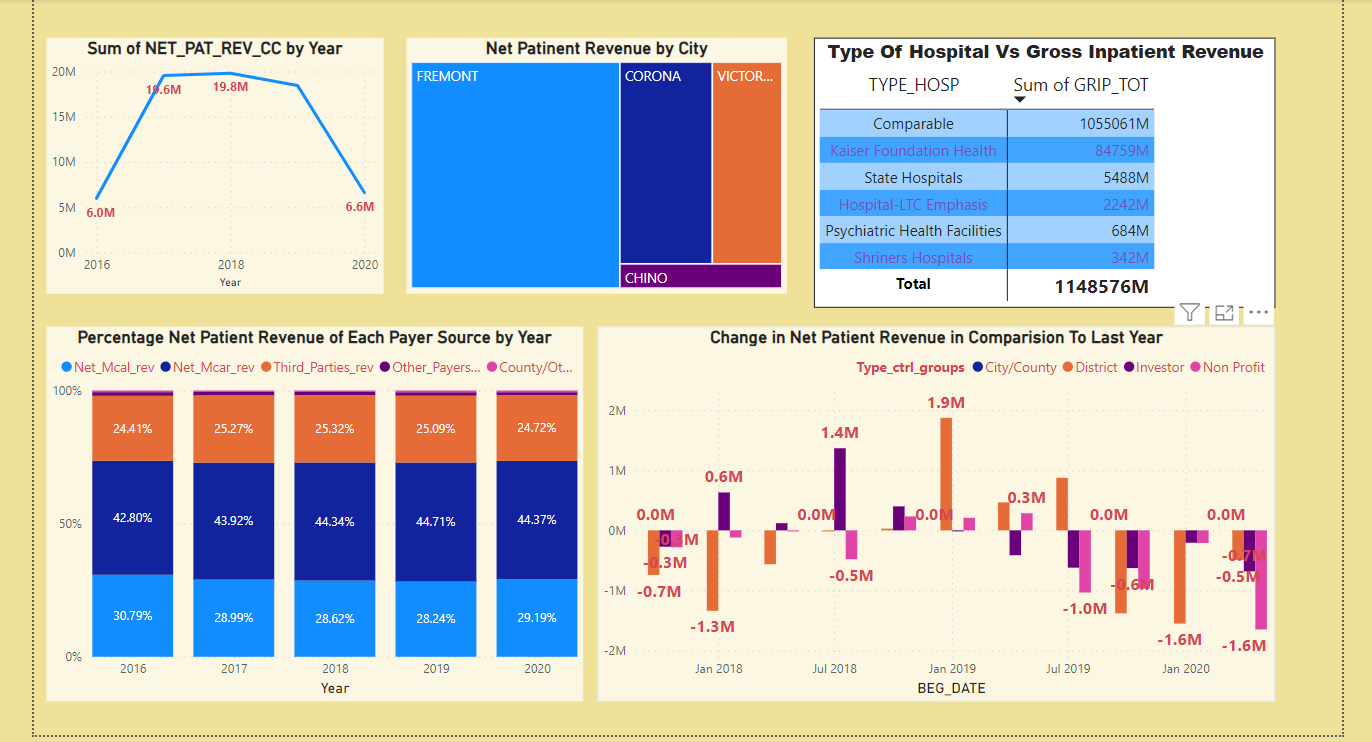 Sum of NET_PAT_REV_CC by Year
20M
15M
10M
5M
0M
19.6M
19.8M
6.0M
6.6M
2016
2018
2020
Year
Net Patinent Revenue by City
FREMONT
CORONA
VICTOR...
CHINO
Type Of Hospital Vs Gross Inpatient Revenue
TYPE_HOSP Sum of GRIP_TOT
Comparable 1055061M
Kaiser Foundation Health 84759M
State Hospitals 5488M
Hospital-LTC Emphasis 2242M
Psychiatric Health Facilities 684M
Shriners Hospitals 342M
Total 1148576M
Percentage Net Patient Revenue of Each Payer Source by Year
Net_Mcal_rev Net_Mcar_rev Third_Parties_rev Other_Payers... County/Ot...
100%
50%
0%
24.41% 25.27% 25.32% 25.09% 24.72%
42.80% 43.92% 44.34% 44.71% 44.37%
30.79% 28.99% 28.62% 28.24% 29.19%
2016 2017 2018 2019 2020
Year
Change in Net Patient Revenue in Comparision To Last Year
Type_ctrl_groups City/County District Investor Non Profit
2M
1M
0M
-1M
-2M
1.9M
1.4M
0.6M
0.3M
0.0M 0.0M 0.0M 0.0M 0.0M
-0.3M
-0.3M
-0.7M
-1.3M
-0.5M
-1.0M
-0.6M
-1.6M
-0.7M
-0.5M
-1.6M
Jan 2018 Jul 2018 Jan 2019 Jul 2019 Jan 2020
BEG_DATE